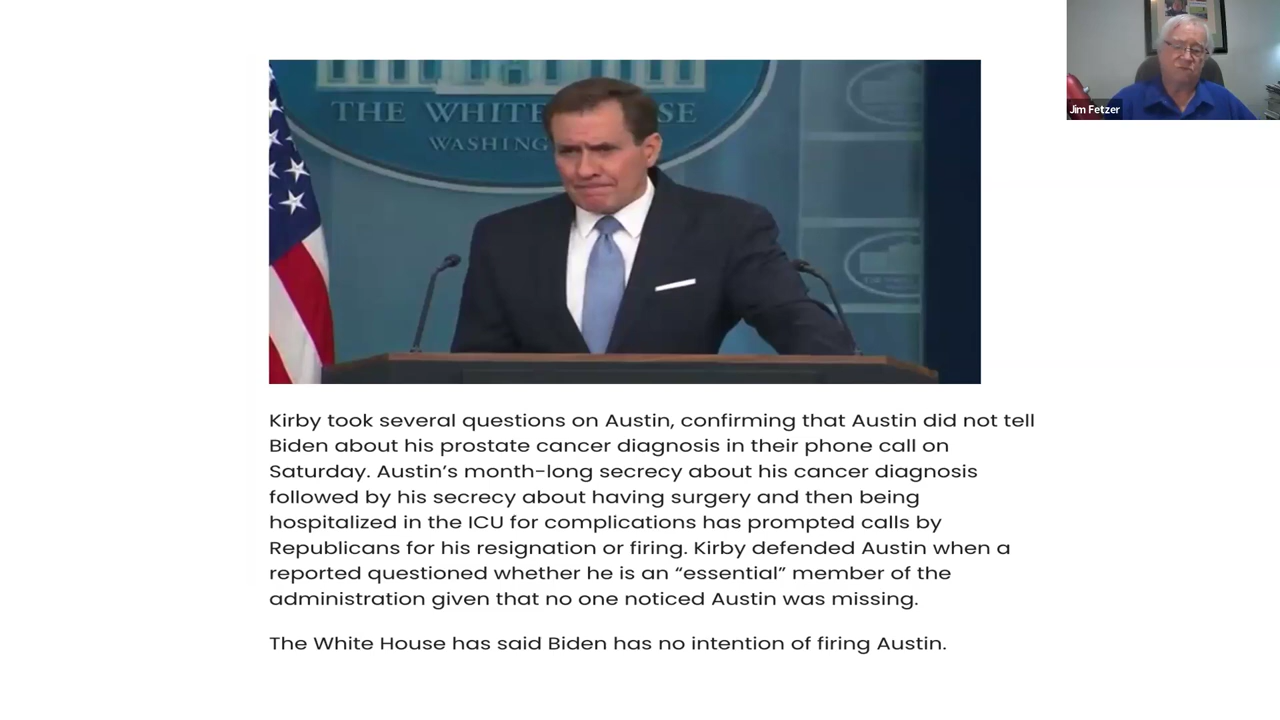 THE WHITE
SE
WASHING
Jim Fetzer
Kirby took several questions on Austin, confirming that Austin did not tell
Biden about his prostate cancer diagnosis in their phone call on
Saturday. Austin’s month-long secrecy about his cancer diagnosis
followed by his secrecy about having surgery and then being
hospitalized in the ICU for complications has prompted calls by
Republicans for his resignation or firing. Kirby defended Austin when a
reported questioned whether he is an “essential” member of the
administration given that no one noticed Austin was missing.
The White House has said Biden has no intention of firing Austin.